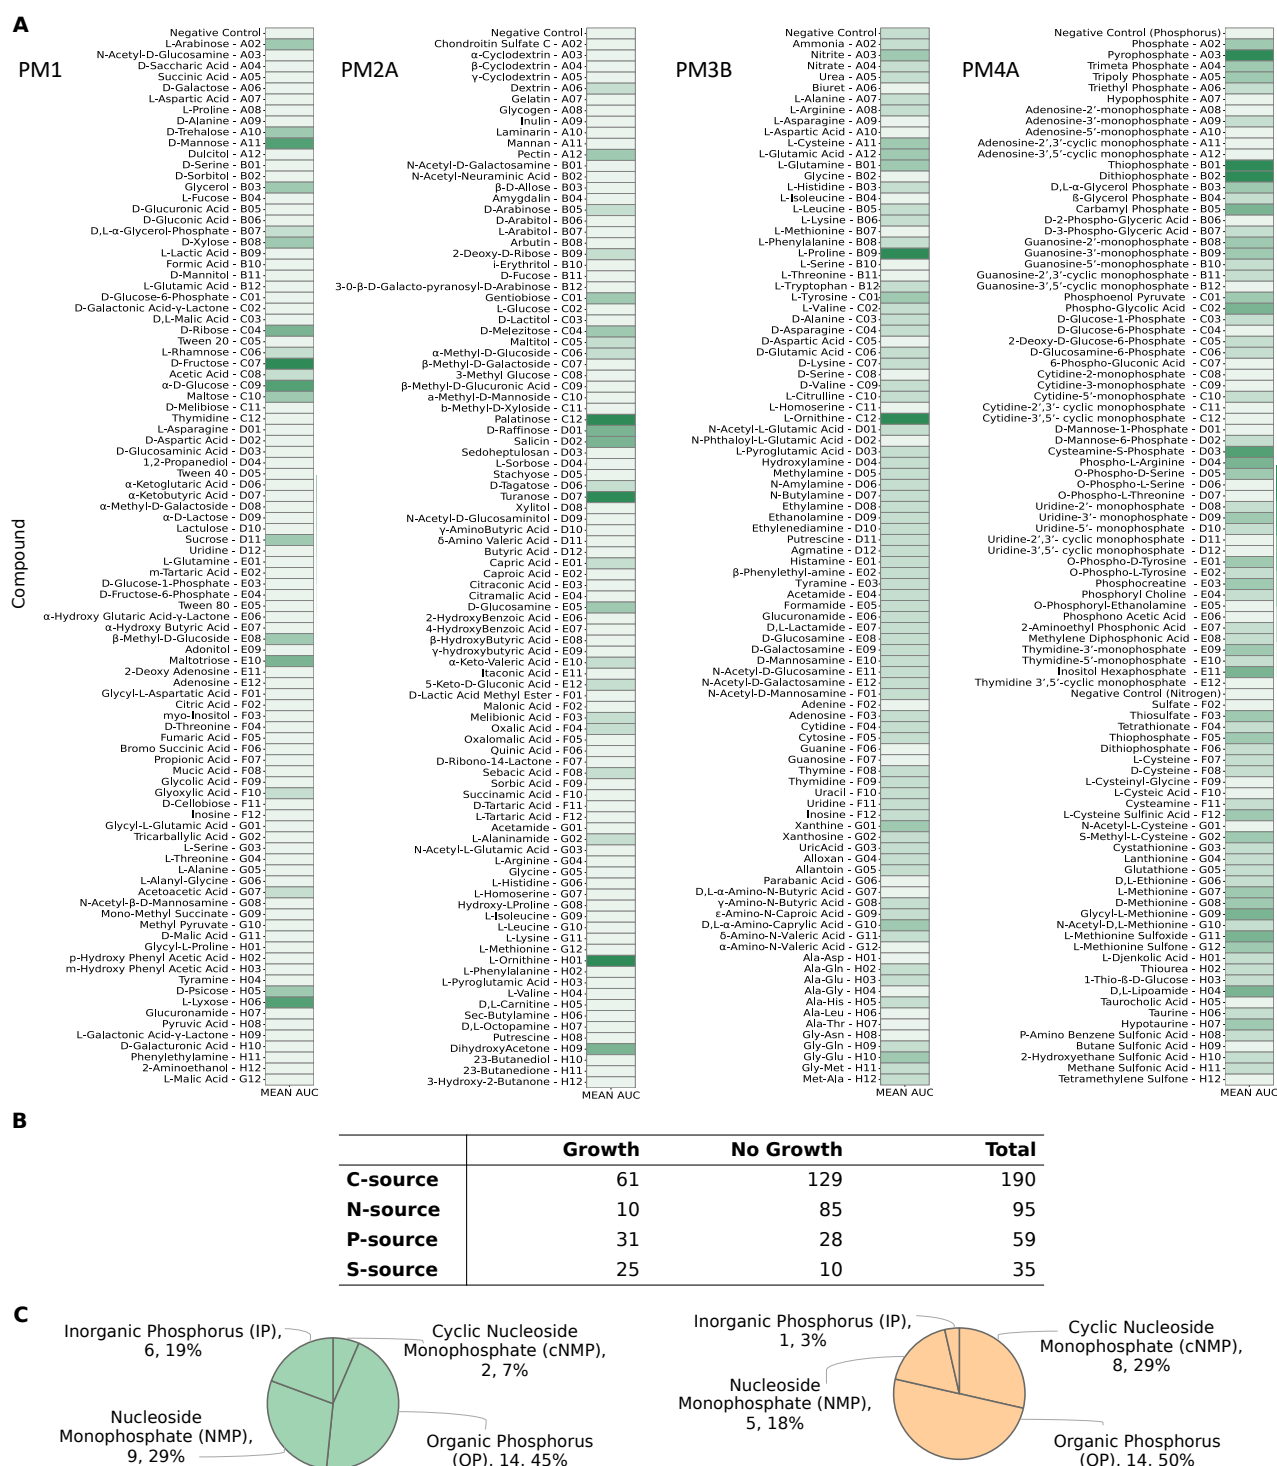 A
PM1
Negative Control
L-Arabinose - A02
N-Acetyl-D-Glucosamine - A03
D-Saccharic Acid - A04
Succinic Acid - A05
D-Galactose - A06
L-Aspartic Acid - A07
L-Proline - A08
D-Alanine - A09
D-Trehalose - A10
D-Mannose - A11
Dulcitol - A12
D-Serine - B01
D-Sorbitol - B02
Glycerol - B03
L-Fucose - B04
D-Glucuronic Acid - B05
D-Gluconic Acid - B06
D,L-α-Glycerol-Phosphate - B07
D-Xylose - B08
L-Lactic Acid - B09
Formic Acid - B10
D-Mannitol - B11
L-Glutamic Acid - B12
D-Glucose-6-Phosphate - C01
D-Galactonic Acid-γ-Lactone - C02
D,L-Malic Acid - C03
D-Ribose - C04
Tween 20 - C05
L-Rhamnose - C06
D-Fructose - C07
Acetic Acid - C08
α-D-Glucose - C09
Maltose - C10
D-Melibiose - C11
Thymidine - C12
L-Asparagine - D01
D-Aspartic Acid - D02
D-Glucosaminic Acid - D03
1,2-Propanediol - D04
Tween 40 - D05
α-Ketoglutaric Acid - D06
α-Ketobutyric Acid - D07
α-Methyl-D-Galactoside - D08
α-D-Lactose - D09
Lactulose - D10
Sucrose - D11
Uridine - D12
L-Glutamine - E01
m-Tartaric Acid - E02
D-Glucose-1-Phosphate - E03
D-Fructose-6-Phosphate - E04
Tween 80 - E05
α-Hydroxy Glutaric Acid-γ-Lactone - E06
α-Hydroxy Butyric Acid - E07
β-Methyl-D-Glucoside - E08
Adonitol - E09
Maltotriose - E10
2-Deoxy Adenosine - E11
Adenosine - E12
Glycyl-L-Aspartatic Acid - F01
Citric Acid - F02
myo-Inositol - F03
D-Threonine - F04
Fumaric Acid - F05
Bromo Succinic Acid - F06
Propionic Acid - F07
Mucic Acid - F08
Glycolic Acid - F09
Glyoxylic Acid - F10
D-Cellobiose - F11
Inosine - F12
Glycyl-L-Glutamic Acid - G01
Tricarballylic Acid - G02
L-Serine - G03
L-Threonine - G04
L-Alanine - G05
L-Alanyl-Glycine - G06
Acetoacetic Acid - G07
N-Acetyl-β-D-Mannosamine - G08
Mono-Methyl Succinate - G09
Methyl Pyruvate - G10
D-Malic Acid - G11
Glycyl-L-Proline - H01
p-Hydroxy Phenyl Acetic Acid - H02
m-Hydroxy Phenyl Acetic Acid - H03
Tyramine - H04
D-Psicose - H05
L-Lyxose - H06
Glucuronamide - H07
Pyruvic Acid - H08
L-Galactonic Acid-γ-Lactone - H09
D-Galacturonic Acid - H10
Phenylethylamine - H11
2-Aminoethanol - H12
L-Malic Acid - G12
MEAN AUC
Compound
PM2A
Negative Control
Chondroitin Sulfate C - A02
α-Cyclodextrin - A03
β-Cyclodextrin - A04
γ-Cyclodextrin - A05
Dextrin - A06
Gelatin - A07
Glycogen - A08
Inulin - A09
Laminarin - A10
Mannan - A11
Pectin - A12
N-Acetyl-D-Galactosamine - B01
N-Acetyl-Neuraminic Acid - B02
β-D-Allose - B03
Amygdalin - B04
D-Arabinose - B05
D-Arabitol - B06
L-Arabitol - B07
Arbutin - B08
2-Deoxy-D-Ribose - B09
i-Erythritol - B10
D-Fucose - B11
3-0-β-D-Galacto-pyranosyl-D-Arabinose - B12
Gentiobiose - C01
L-Glucose - C02
D-Lactitol - C03
D-Melezitose - C04
Maltitol - C05
α-Methyl-D-Glucoside - C06
β-Methyl-D-Galactoside - C07
3-Methyl Glucose - C08
β-Methyl-D-Glucuronic Acid - C09
a-Methyl-D-Mannoside - C10
b-Methyl-D-Xyloside - C11
Palatinose - C12
D-Raffinose - D01
Salicin - D02
Sedoheptulosan - D03
L-Sorbose - D04
Stachyose - D05
D-Tagatose - D06
Turanose - D07
Xylitol - D08
N-Acetyl-D-Glucosaminitol - D09
γ-AminoButyric Acid - D10
δ-Amino Valeric Acid - D11
Butyric Acid - D12
Capric Acid - E01
Caproic Acid - E02
Citraconic Acid - E03
Citramalic Acid - E04
D-Glucosamine - E05
2-HydroxyBenzoic Acid - E06
4-HydroxyBenzoic Acid - E07
β-HydroxyButyric Acid - E08
γ-hydroxybutyric Acid - E09
α-Keto-Valeric Acid - E10
Itaconic Acid - E11
5-Keto-D-Gluconic Acid - E12
D-Lactic Acid Methyl Ester - F01
Malonic Acid - F02
Melibionic Acid - F03
Oxalic Acid - F04
Oxalomalic Acid - F05
Quinic Acid - F06
D-Ribono-14-Lactone - F07
Sebacic Acid - F08
Sorbic Acid - F09
Succinamic Acid - F10
D-Tartaric Acid - F11
L-Tartaric Acid - F12
Acetamide - G01
L-Alaninamide - G02
N-Acetyl-L-Glutamic Acid - G03
L-Arginine - G04
Glycine - G05
L-Histidine - G06
L-Homoserine - G07
Hydroxy-LProline - G08
L-Isoleucine - G09
L-Leucine - G10
L-Lysine - G11
L-Methionine - G12
L-Ornithine - H01
L-Phenylalanine - H02
L-Pyroglutamic Acid - H03
L-Valine - H04
D,L-Carnitine - H05
Sec-Butylamine - H06
D,L-Octopamine - H07
Putrescine - H08
DihydroxyAcetone - H09
23-Butanediol - H10
23-Butanedione - H11
3-Hydroxy-2-Butanone - H12
MEAN AUC
PM3B
Negative Control
Ammonia - A02
Nitrite - A03
Nitrate - A04
Urea - A05
Biuret - A06
L-Alanine - A07
L-Arginine - A08
L-Asparagine - A09
L-Aspartic Acid - A10
L-Cysteine - A11
L-Glutamic Acid - A12
L-Glutamine - B01
Glycine - B02
L-Histidine - B03
L-Isoleucine - B04
L-Leucine - B05
L-Lysine - B06
L-Methionine - B07
L-Phenylalanine - B08
L-Proline - B09
L-Serine - B10
L-Threonine - B11
L-Tryptophan - B12
L-Tyrosine - C01
L-Valine - C02
D-Alanine - C03
D-Asparagine - C04
D-Aspartic Acid - C05
D-Glutamic Acid - C06
D-Lysine - C07
D-Serine - C08
D-Valine - C09
L-Citrulline - C10
L-Homoserine - C11
L-Ornithine - C12
N-Acetyl-L-Glutamic Acid - D01
N-Phthaloyl-L-Glutamic Acid - D02
L-Pyroglutamic Acid - D03
Hydroxylamine - D04
Methylamine - D05
N-Amylamine - D06
N-Butylamine - D07
Ethylamine - D08
Ethanolamine - D09
Ethylenediamine - D10
Putrescine - D11
Agmatine - D12
Histamine - E01
β-Phenylethyl-amine - E02
Tyramine - E03
Acetamide - E04
Formamide - E05
Glucuronamide - E06
D,L-Lactamide - E07
D-Glucosamine - E08
D-Galactosamine - E09
D-Mannosamine - E10
N-Acetyl-D-Glucosamine - E11
N-Acetyl-D-Galactosamine - E12
N-Acetyl-D-Mannosamine - F01
Adenine - F02
Adenosine - F03
Cytidine - F04
Cytosine - F05
Guanine - F06
Guanosine - F07
Thymine - F08
Thymidine - F09
Uracil - F10
Uridine - F11
Inosine - F12
Xanthine - G01
Xanthosine - G02
UricAcid - G03
Alloxan - G04
Allantoin - G05
Parabanic Acid - G06
D,L-α-Amino-N-Butyric Acid - G07
γ-Amino-N-Butyric Acid - G08
ε-Amino-N-Caproic Acid - G09
D,L-α-Amino-Caprylic Acid - G10
δ-Amino-N-Valeric Acid - G11
α-Amino-N-Valeric Acid - G12
Ala-Asp - H01
Ala-Gln - H02
Ala-Glu - H03
Ala-Gly - H04
Ala-His - H05
Ala-Leu - H06
Ala-Thr - H07
Gly-Asn - H08
Gly-Gln - H09
Gly-Glu - H10
Gly-Met - H11
Met-Ala - H12
MEAN AUC
PM4A
Negative Control (Phosphorus)
Phosphate - A02
Pyrophosphate - A03
Trimeta Phosphate - A04
Tripoly Phosphate - A05
Triethyl Phosphate - A06
Hypophosphite - A07
Adenosine-2'-monophosphate - A08
Adenosine-3'-monophosphate - A09
Adenosine-5'-monophosphate - A10
Adenosine-2',3'-cyclic monophosphate - A11
Adenosine-3',5'-cyclic monophosphate - A12
Thiophosphate - B01
Dithiophosphate - B02
D,L-α-Glycerol Phosphate - B03
ß-Glycerol Phosphate - B04
Carbamyl Phosphate - B05
D-2-Phospho-Glyceric Acid - B06
D-3-Phospho-Glyceric Acid - B07
Guanosine-2'-monophosphate - B08
Guanosine-3'-monophosphate - B09
Guanosine-5'-monophosphate - B10
Guanosine-2',3'-cyclic monophosphate - B11
Guanosine-3',5'-cyclic monophosphate - B12
Phosphoenol Pyruvate - C01
Phospho-Glycolic Acid - C02
D-Glucose-1-Phosphate - C03
D-Glucose-6-Phosphate - C04
2-Deoxy-D-Glucose-6-Phosphate - C05
D-Glucosamine-6-Phosphate - C06
6-Phospho-Gluconic Acid - C07
Cytidine-2-monophosphate - C08
Cytidine-3-monophosphate - C09
Cytidine-5'-monophosphate - C10
Cytidine-2',3'- cyclic monophosphate - C11
Cytidine-3',5'- cyclic monophosphate - C12
D-Mannose-1-Phosphate - D01
D-Mannose-6-Phosphate - D02
Cysteamine-S-Phosphate - D03
Phospho-L-Arginine - D04
O-Phospho-D-Serine - D05
O-Phospho-L-Serine - D06
O-Phospho-L-Threonine - D07
Uridine-2'- monophosphate - D08
Uridine-3'- monophosphate - D09
Uridine-5'- monophosphate - D10
Uridine-2',3'- cyclic monophosphate - D11
Uridine-3',5'- cyclic monophosphate - D12
O-Phospho-D-Tyrosine - E01
O-Phospho-L-Tyrosine - E02
Phosphocreatine - E03
Phosphoryl Choline - E04
O-Phosphoryl-Ethanolamine - E05
Phosphono Acetic Acid - E06
2-Aminoethyl Phosphonic Acid - E07
Methylene Diphosphonic Acid - E08
Thymidine-3'-monophosphate - E09
Thymidine-5'-monophosphate - E10
Inositol Hexaphosphate - E11
Thymidine 3',5'-cyclic monophosphate - E12
Negative Control (Nitrogen)
Sulfate - F02
Thiosulfate - F03
Tetrathionate - F04
Thiophosphate - F05
Dithiophosphate - F06
L-Cysteine - F07
D-Cysteine - F08
L-Cysteinyl-Glycine - F09
L-Cysteic Acid - F10
Cysteamine - F11
L-Cysteine Sulfinic Acid - F12
N-Acetyl-L-Cysteine - G01
S-Methyl-L-Cysteine - G02
Cystathionine - G03
Lanthionine - G04
Glutathione - G05
D,L-Ethionine - G06
L-Methionine - G07
D-Methionine - G08
Glycyl-L-Methionine - G09
N-Acetyl-D,L-Methionine - G10
L-Methionine Sulfoxide - G11
L-Methionine Sulfone - G12
L-Djenkolic Acid - H01
Thiourea - H02
1-Thio-ß-D-Glucose - H03
D,L-Lipoamide - H04
Taurocholic Acid - H05
Taurine - H06
Hypotaurine - H07
P-Amino Benzene Sulfonic Acid - H08
Butane Sulfonic Acid - H09
2-Hydroxyethane Sulfonic Acid - H10
Methane Sulfonic Acid - H11
Tetramethylene Sulfone - H12
MEAN AUC
B
Growth No Growth Total
C-source 61 129 190
N-source 10 85 95
P-source 31 28 59
S-source 25 10 35
C
Inorganic Phosphorus (IP),
6, 19%
Cyclic Nucleoside
Monophosphate (cNMP),
2, 7%
Nucleoside
Monophosphate (NMP),
9, 29%
Organic Phosphorus
(OP), 14, 45%
Inorganic Phosphorus (IP),
1, 3%
Cyclic Nucleoside
Monophosphate (cNMP),
8, 29%
Nucleoside
Monophosphate (NMP),
5, 18%
Organic Phosphorus
(OP), 14, 50%